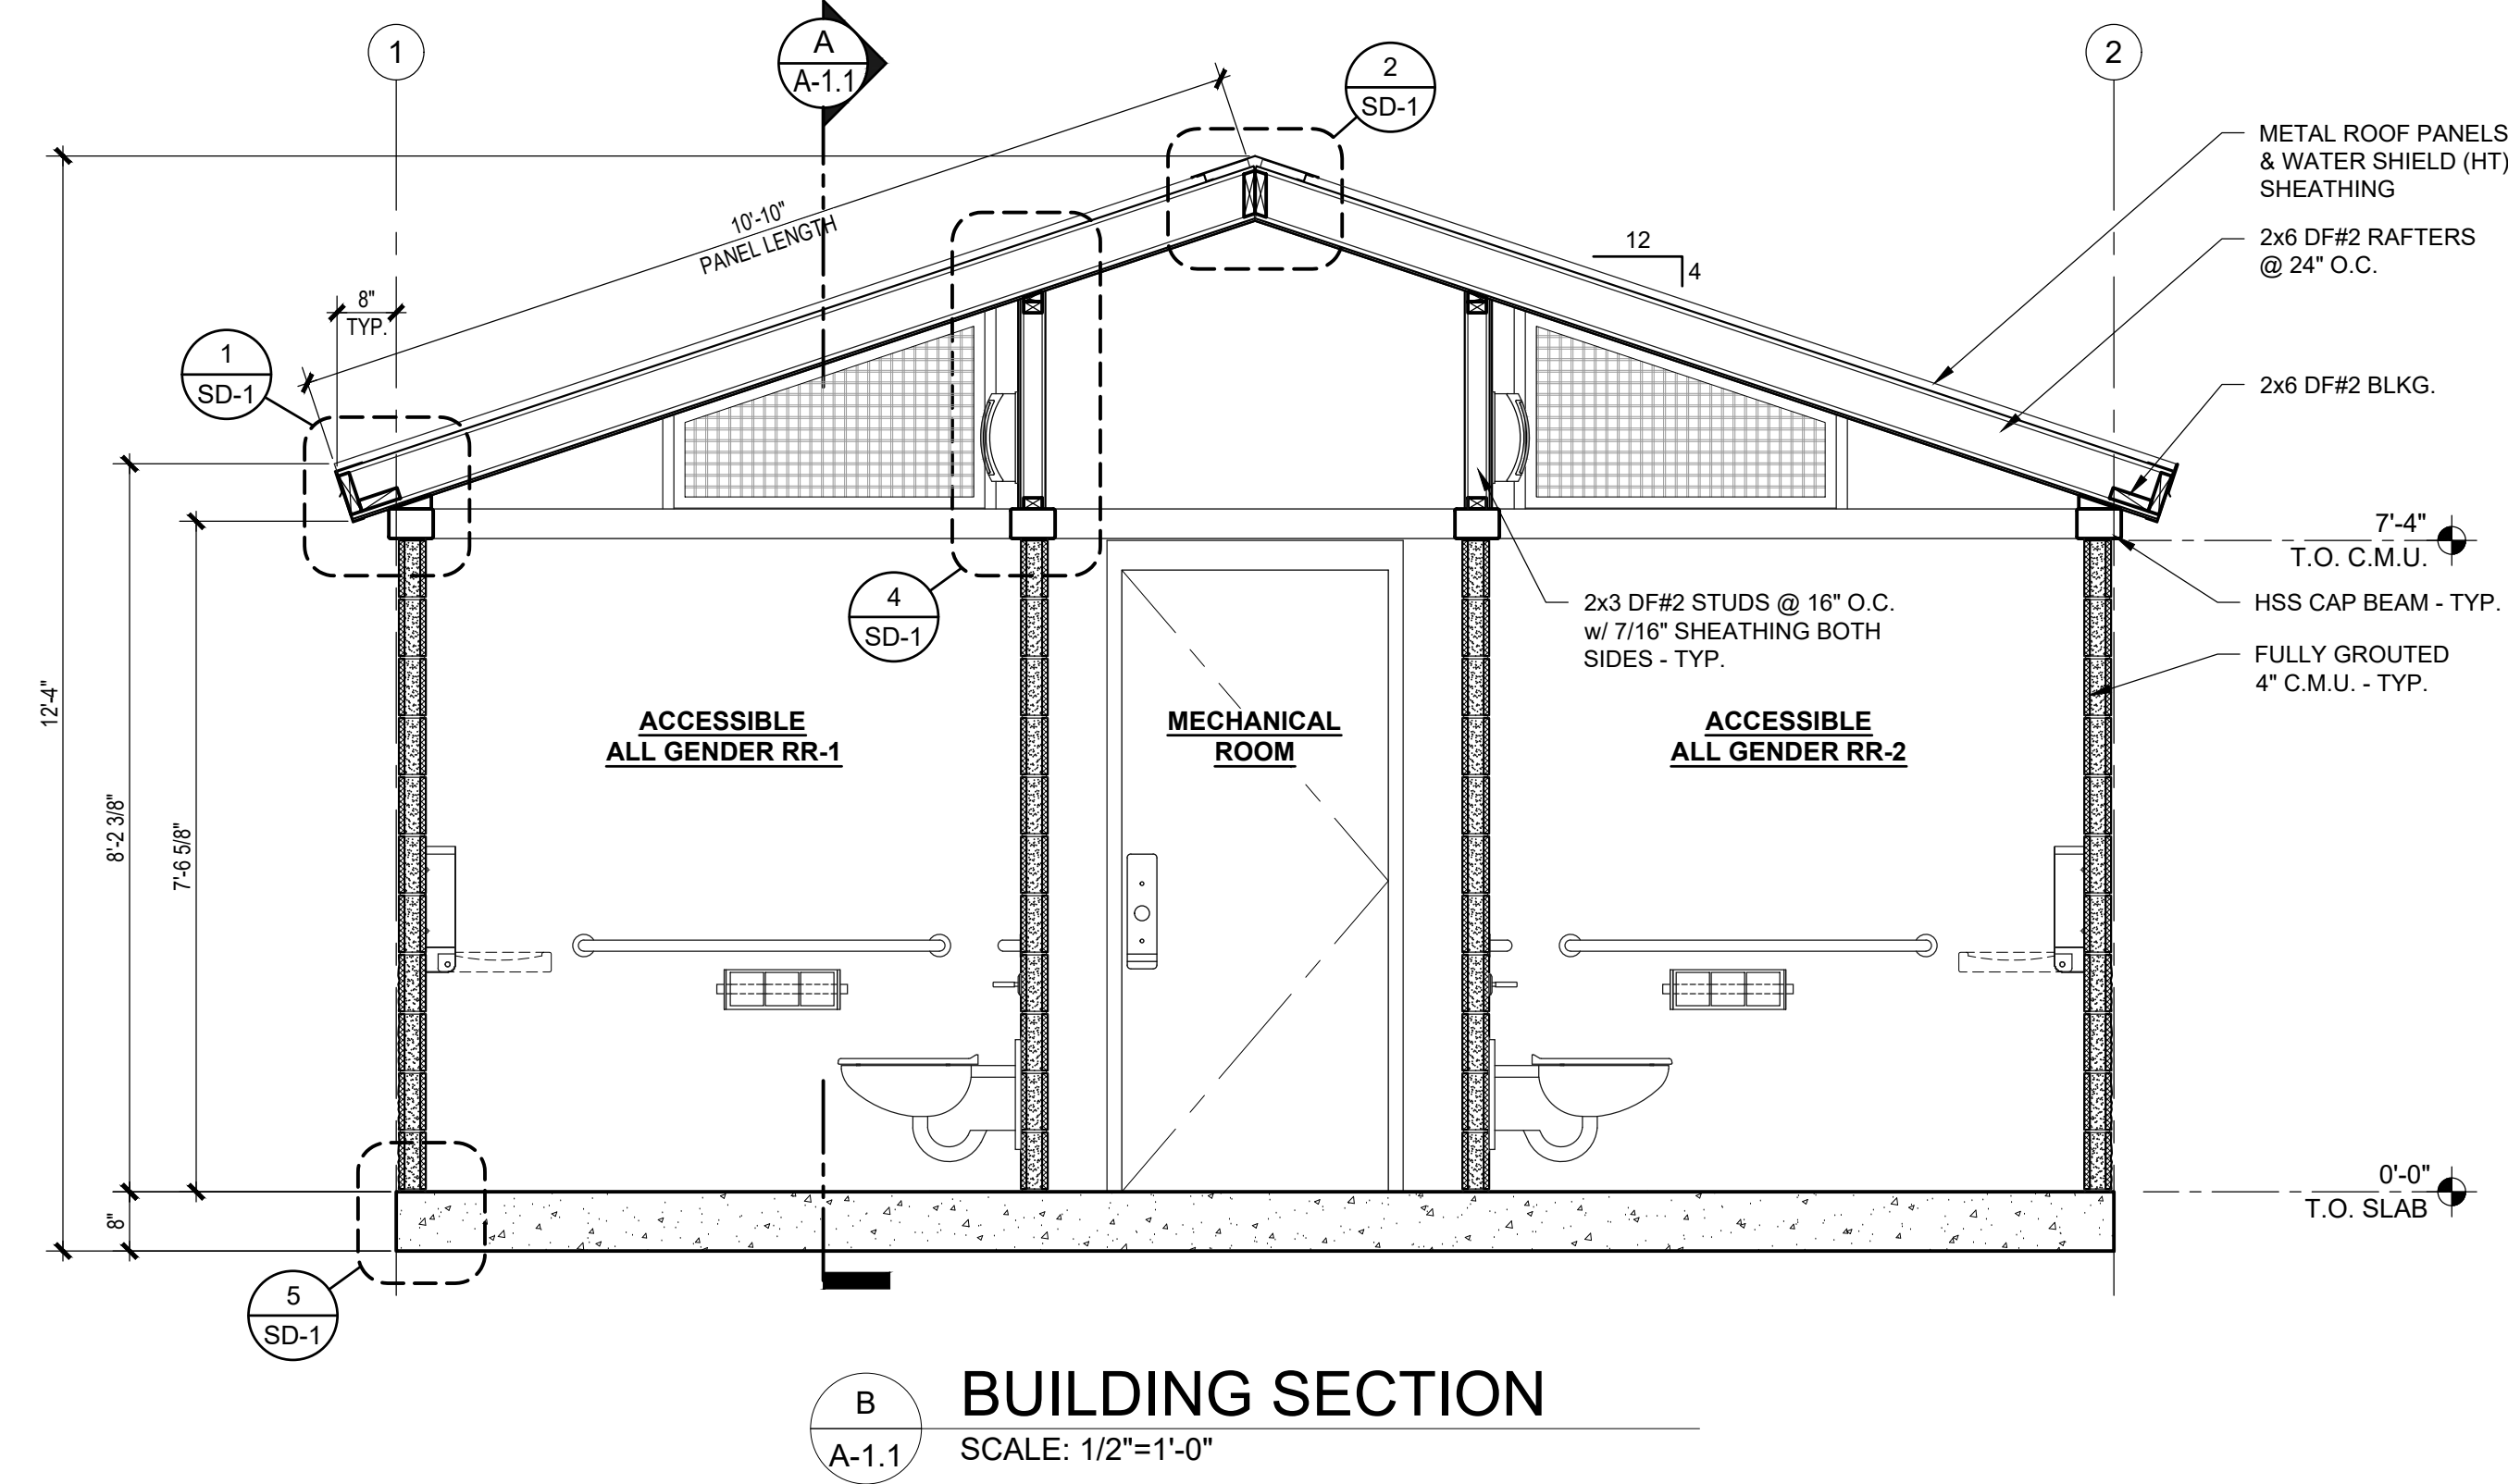 1
A
A-1.1
2
SD-1
2
METAL ROOF PANELS
& WATER SHIELD (HT)
SHEATHING
2x6 DF#2 RAFTERS
@ 24" O.C.
2x6 DF#2 BLKG.
10'-10"
PANEL LENGTH
12
4
8"
TYP.
1
SD-1
7'-4"
T.O. C.M.U.
HSS CAP BEAM - TYP.
FULLY GROUTED
4" C.M.U. - TYP.
4
SD-1
2x3 DF#2 STUDS @ 16" O.C.
w/ 7/16" SHEATHING BOTH
SIDES - TYP.
12'-4"
8'-2 3/8"
7'-6 5/8"
8"
ACCESSIBLE
ALL GENDER RR-1
MECHANICAL
ROOM
ACCESSIBLE
ALL GENDER RR-2
0'-0"
T.O. SLAB
5
SD-1
B
A-1.1
BUILDING SECTION
SCALE: 1/2"=1'-0"